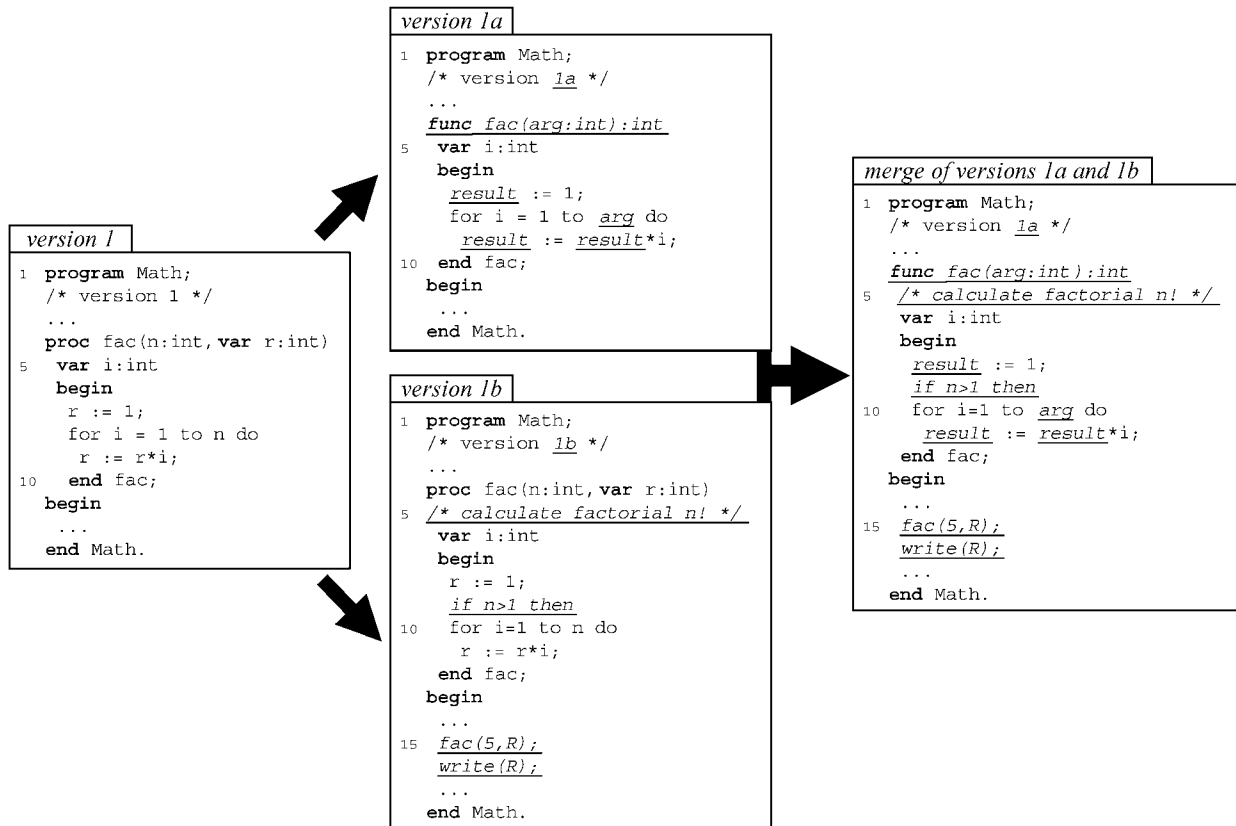 version 1
1 program Math;
/* version 1 */
...
proc fac(n:int,var r:int)
5 var i:int
begin
r := 1;
for i = 1 to n do
r := r*i;
10 end fac;
begin
...
end Math.
version 1a
1 program Math;
/* version 1a */
...
func fac(arg:int):int
5 var i:int
begin
result := 1;
for i = 1 to arg do
result := result*i;
10 end fac;
begin
...
end Math.
version 1b
1 program Math;
/* version 1b */
...
proc fac(n:int,var r:int)
5 /* calculate factorial n! */
var i:int
begin
r := 1;
if n>1 then
10 for i=1 to n do
r := r*i;
end fac;
begin
...
15 fac(5,R);
write(R);
...
end Math.
merge of versions 1a and 1b
1 program Math;
/* version 1a */
...
func fac(arg:int):int
5 /* calculate factorial n! */
var i:int
begin
result := 1;
if n>1 then
10 for i=1 to arg do
result := result*i;
end fac;
begin
...
15 fac(5,R);
write(R);
...
end Math.